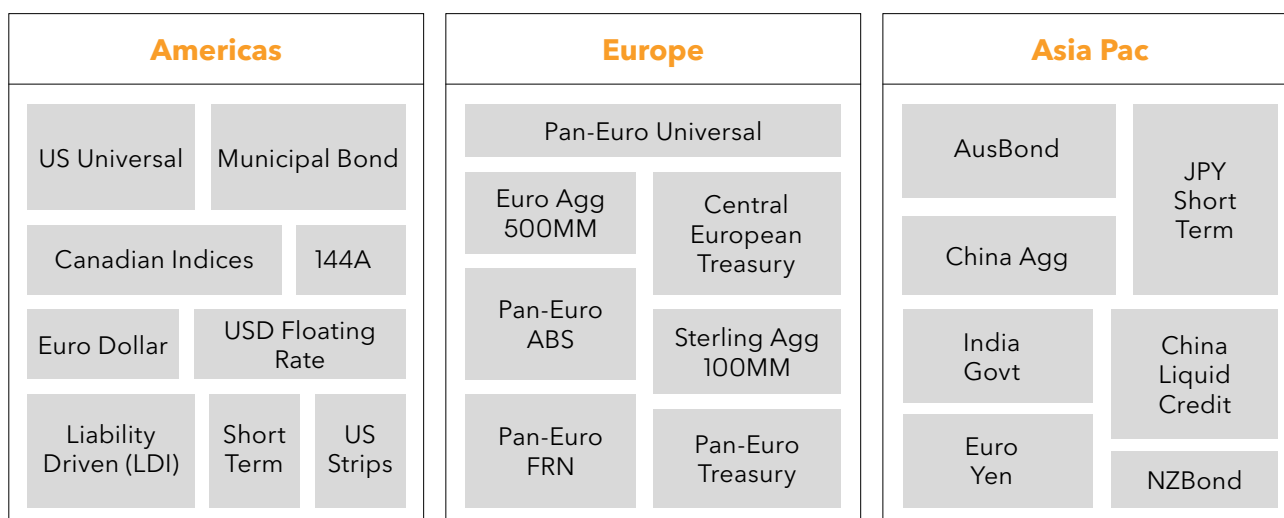 Americas
US Universal
Municipal Bond
Canadian Indices
144A
Euro Dollar
USD Floating
Rate
Liability
Driven (LDI)
Short
Term
US
Strips
Europe
Pan-Euro Universal
Euro Agg
500MM
Central
European
Treasury
Pan-Euro
ABS
Sterling Agg
100MM
Pan-Euro
FRN
Pan-Euro
Treasury
Asia Pac
AusBond
JPY
Short
Term
China Agg
India
Govt
China
Liquid
Credit
Euro
Yen
NZBond